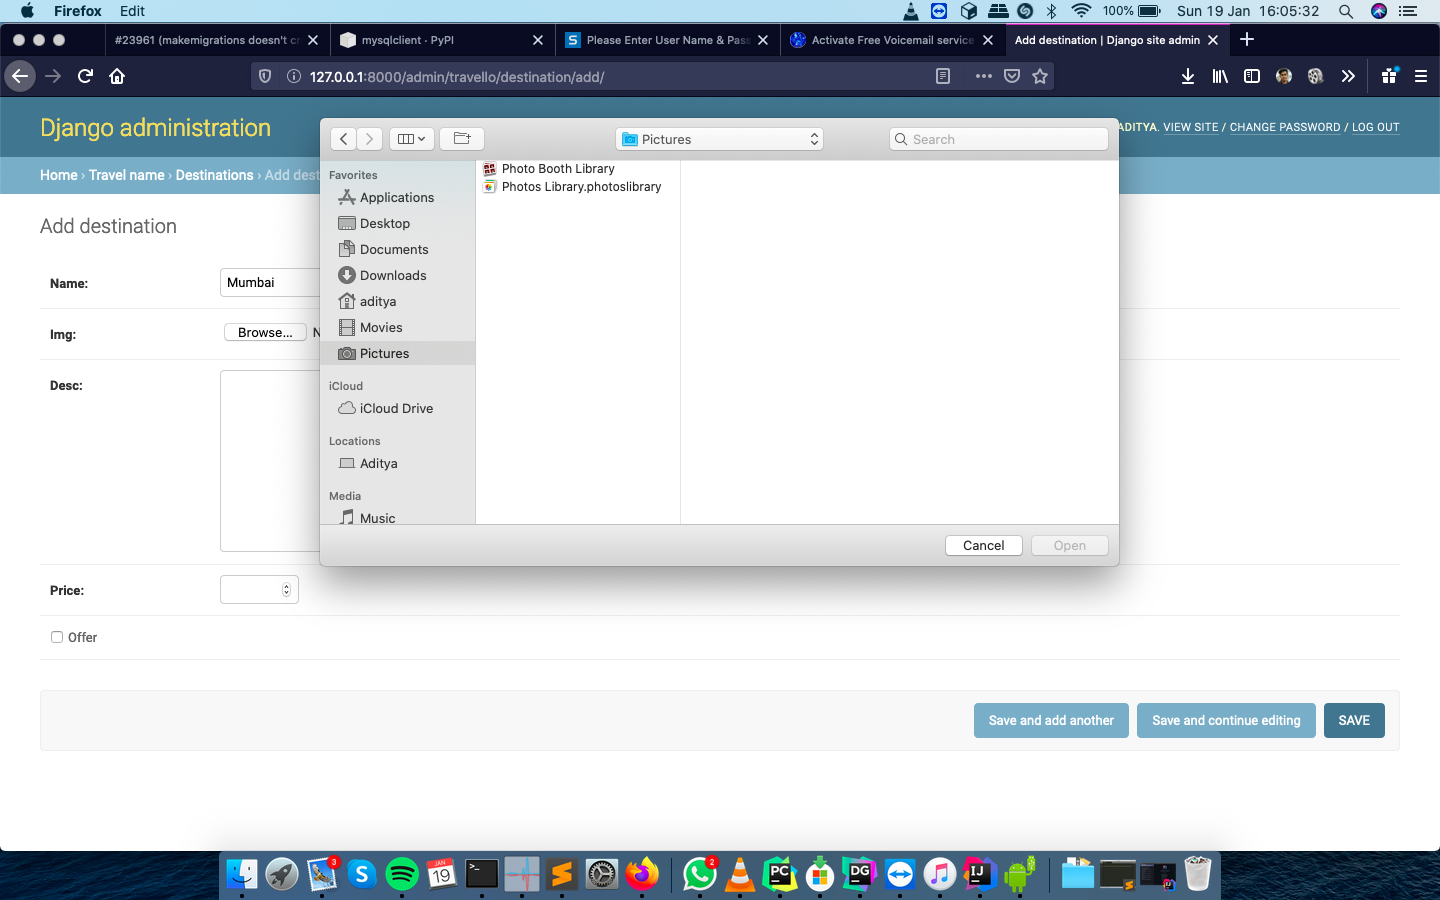 Firefox Edit 100% Sun 19 Jan 16:05:32
#23961 (makemigrations doesn't cr mysqlclient · PyPI Please Enter User Name & Pas Activate Free Voicemail service Add destination | Django site admin
127.0.0.1:8000/admin/travello/destination/add/
Django administration
ADITYA. VIEW SITE / CHANGE PASSWORD / LOG OUT
Home › Travel name › Destinations › Add dest
Pictures
Search
Favorites
Applications
Desktop
Documents
Downloads
aditya
Movies
Pictures
iCloud
iCloud Drive
Locations
Aditya
Media
Music
Photo Booth Library
Photos Library.photoslibrary
Cancel Open
Add destination
Name: Mumbai
Img: Browse... N
Desc:
Price:
Offer
Save and add another Save and continue editing SAVE
3
JAN
19
>_
2
PC
DG
IJ